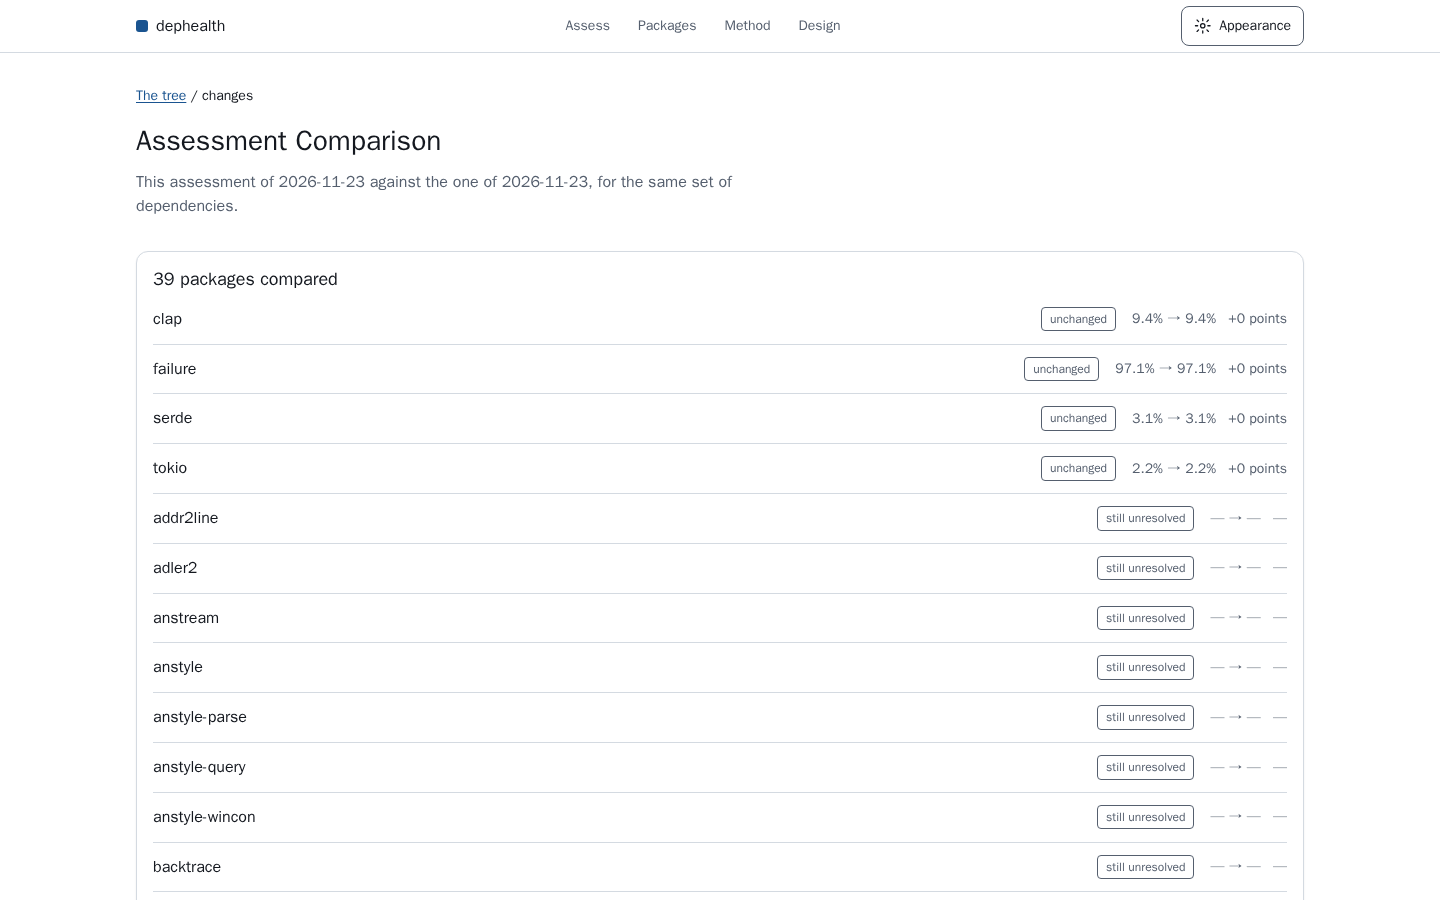 dephealth
Assess
Packages
Method
Design
Appearance
The tree / changes
Assessment Comparison
This assessment of 2026-11-23 against the one of 2026-11-23, for the same set of
dependencies.
39 packages compared
clap unchanged 9.4% → 9.4% +0 points
failure unchanged 97.1% → 97.1% +0 points
serde unchanged 3.1% → 3.1% +0 points
tokio unchanged 2.2% → 2.2% +0 points
addr2line still unresolved — → — —
adler2 still unresolved — → — —
anstream still unresolved — → — —
anstyle still unresolved — → — —
anstyle-parse still unresolved — → — —
anstyle-query still unresolved — → — —
anstyle-wincon still unresolved — → — —
backtrace still unresolved — → — —